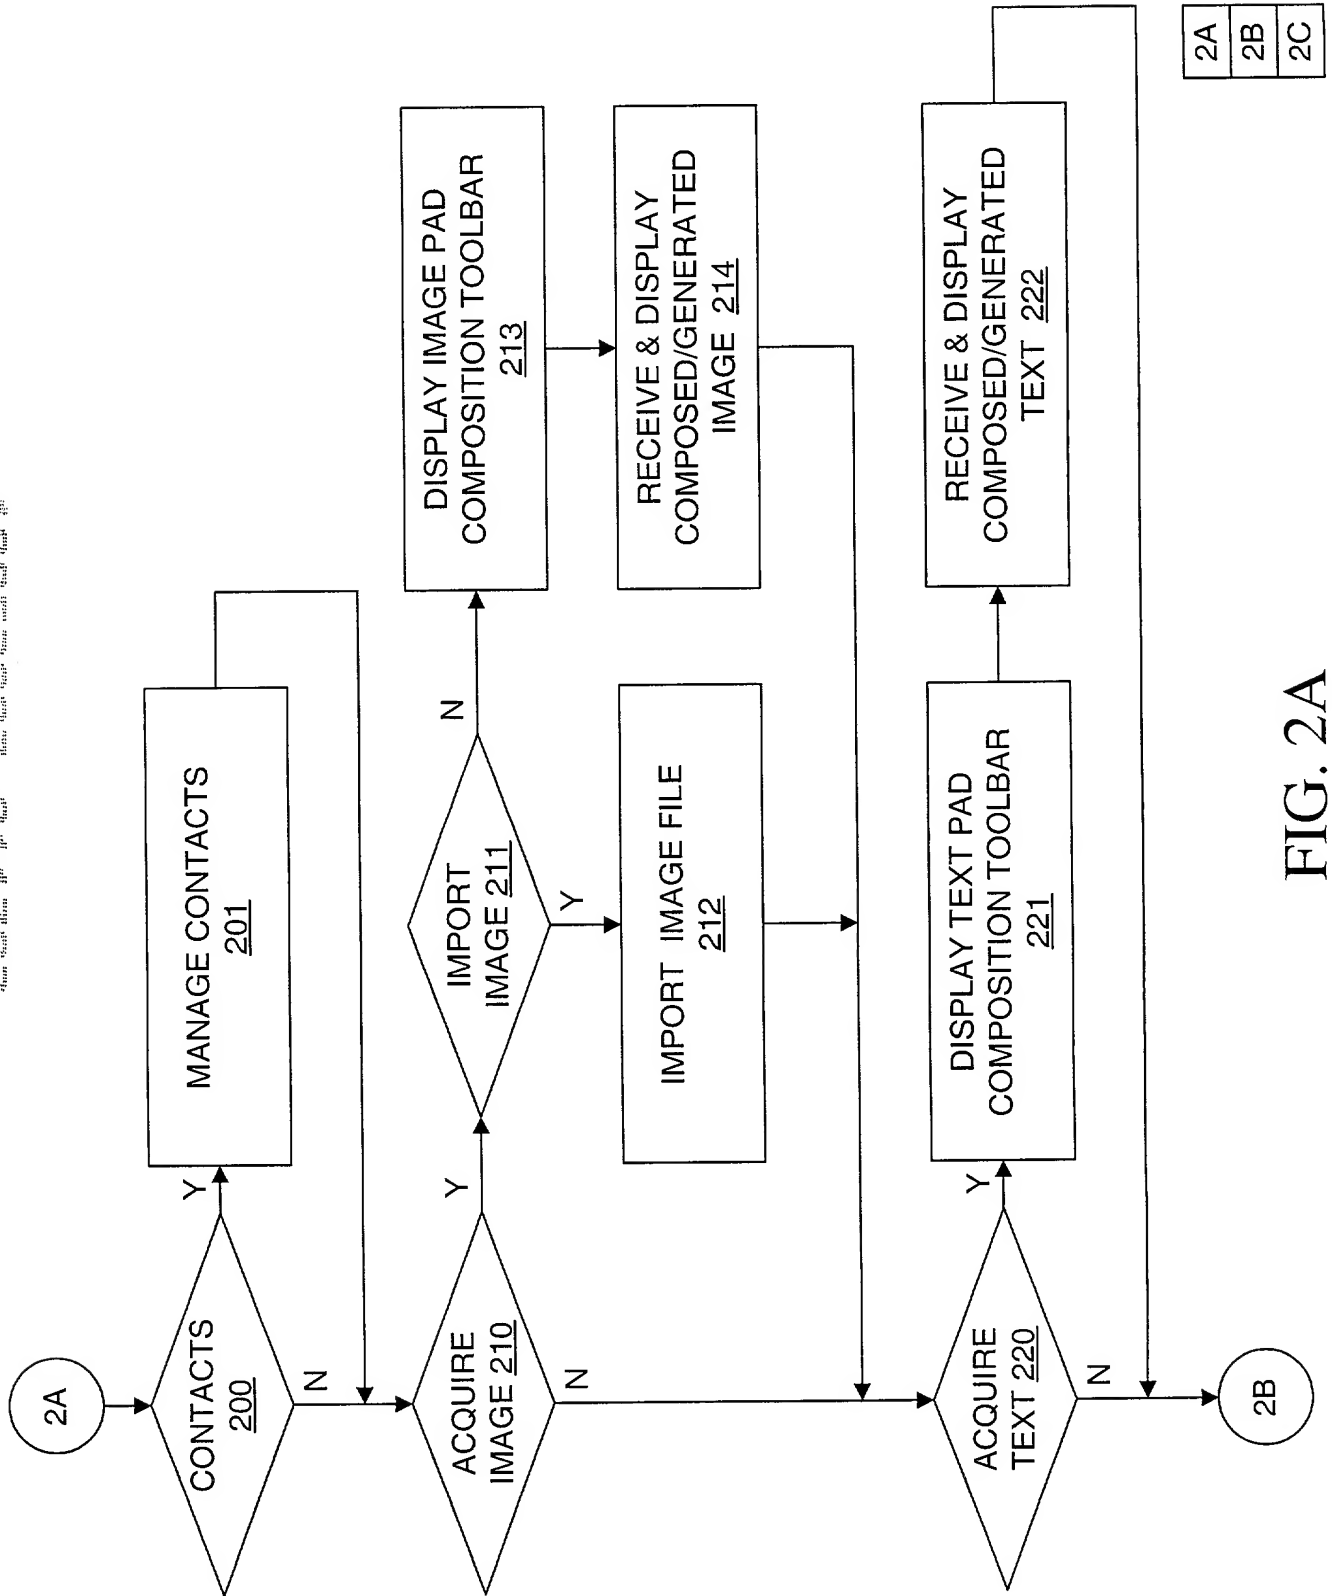 2A
CONTACTS
200
Y
N
MANAGE CONTACTS
201
ACQUIRE
IMAGE 210
Y
N
IMPORT
IMAGE 211
N
Y
DISPLAY IMAGE PAD
COMPOSITION TOOLBAR
213
IMPORT IMAGE FILE
212
RECEIVE & DISPLAY
COMPOSED/GENERATED
IMAGE 214
ACQUIRE
TEXT 220
Y
N
DISPLAY TEXT PAD
COMPOSITION TOOLBAR
221
RECEIVE & DISPLAY
COMPOSED/GENERATED
TEXT 222
2B
2A
2B
2C
FIG. 2A